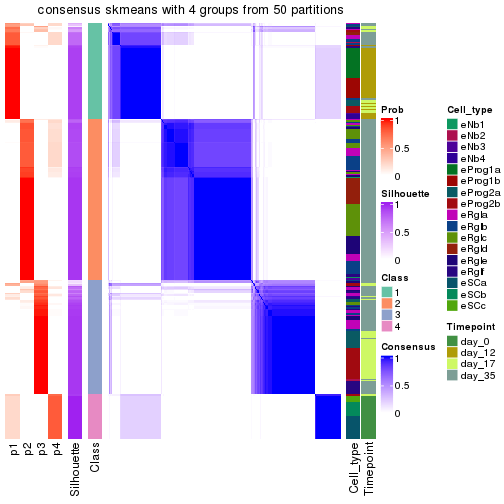 consensus skmeans with 4 groups from 50 partitions
Prob
1
0.5
0
Silhouette
1
0.5
0
Class
1
2
3
4
Consensus
1
0.5
0
Cell_type
eNb1
eNb2
eNb3
eNb4
eProg1a
eProg1b
eProg2a
eProg2b
eRgla
eRglb
eRglc
eRgld
eRgle
eRglf
eSCa
eSCb
eSCc
Timepoint
day_0
day_12
day_17
day_35
p1
p2
p3
p4
Silhouette
Class
Cell_type
Timepoint